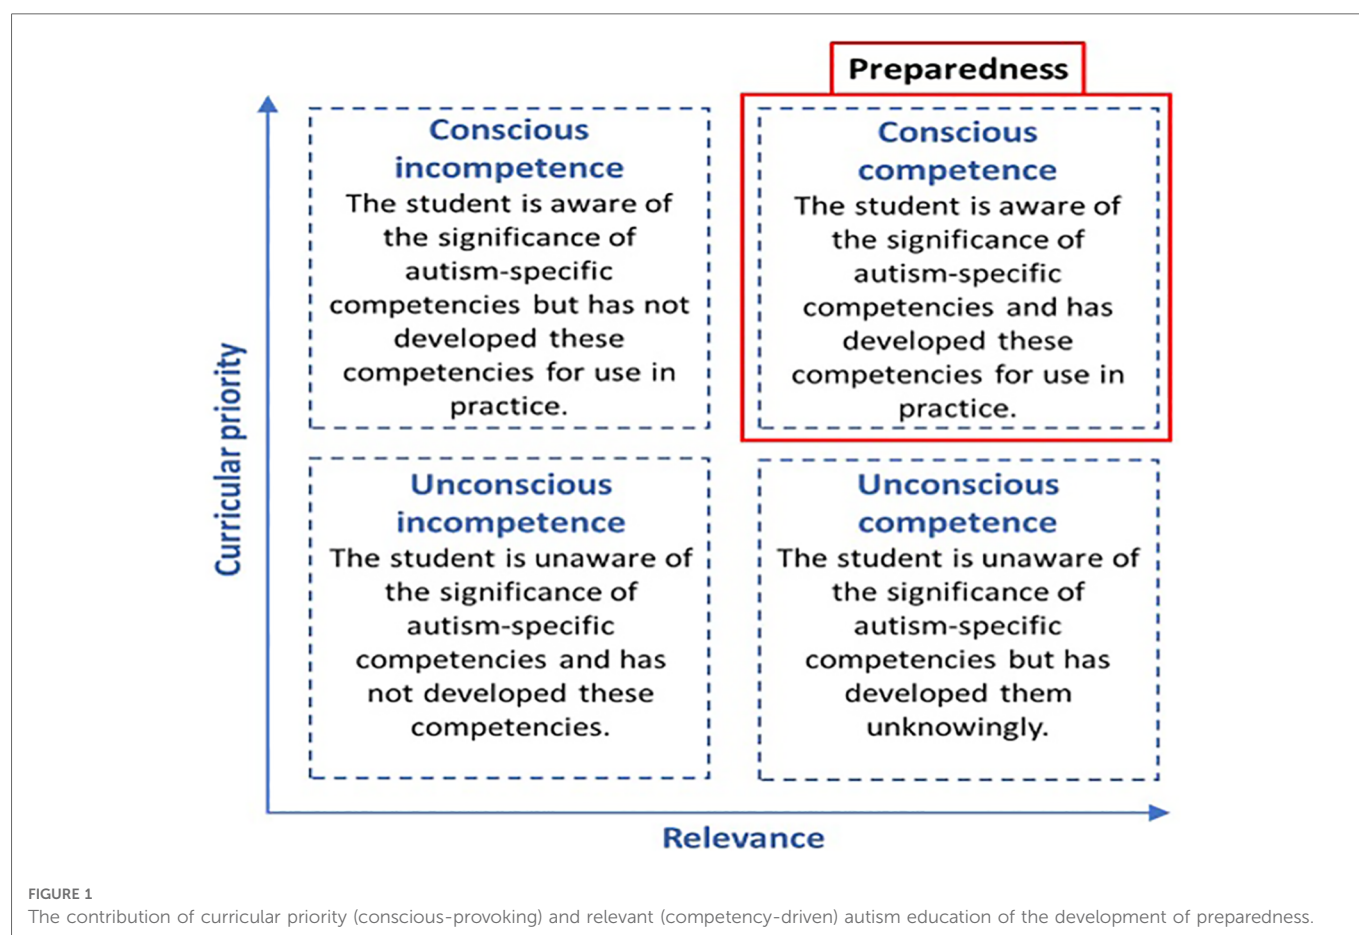 Preparedness
Conscious
incompetence
The student is aware of
the significance of
autism-specific
competencies but has not
developed these
competencies for use in
practice.
Conscious
competence
The student is aware of
the significance of
autism-specific
competencies and has
developed these
competencies for use in
practice.
Curricular priority
Unconscious
incompetence
The student is unaware of
the significance of
autism-specific
competencies and has
not developed these
competencies.
Unconscious
competence
The student is unaware of
the significance of
autism-specific
competencies but has
developed them
unknowingly.
Relevance
FIGURE 1
The contribution of curricular priority (conscious-provoking) and relevant (competency-driven) autism education of the development of preparedness.